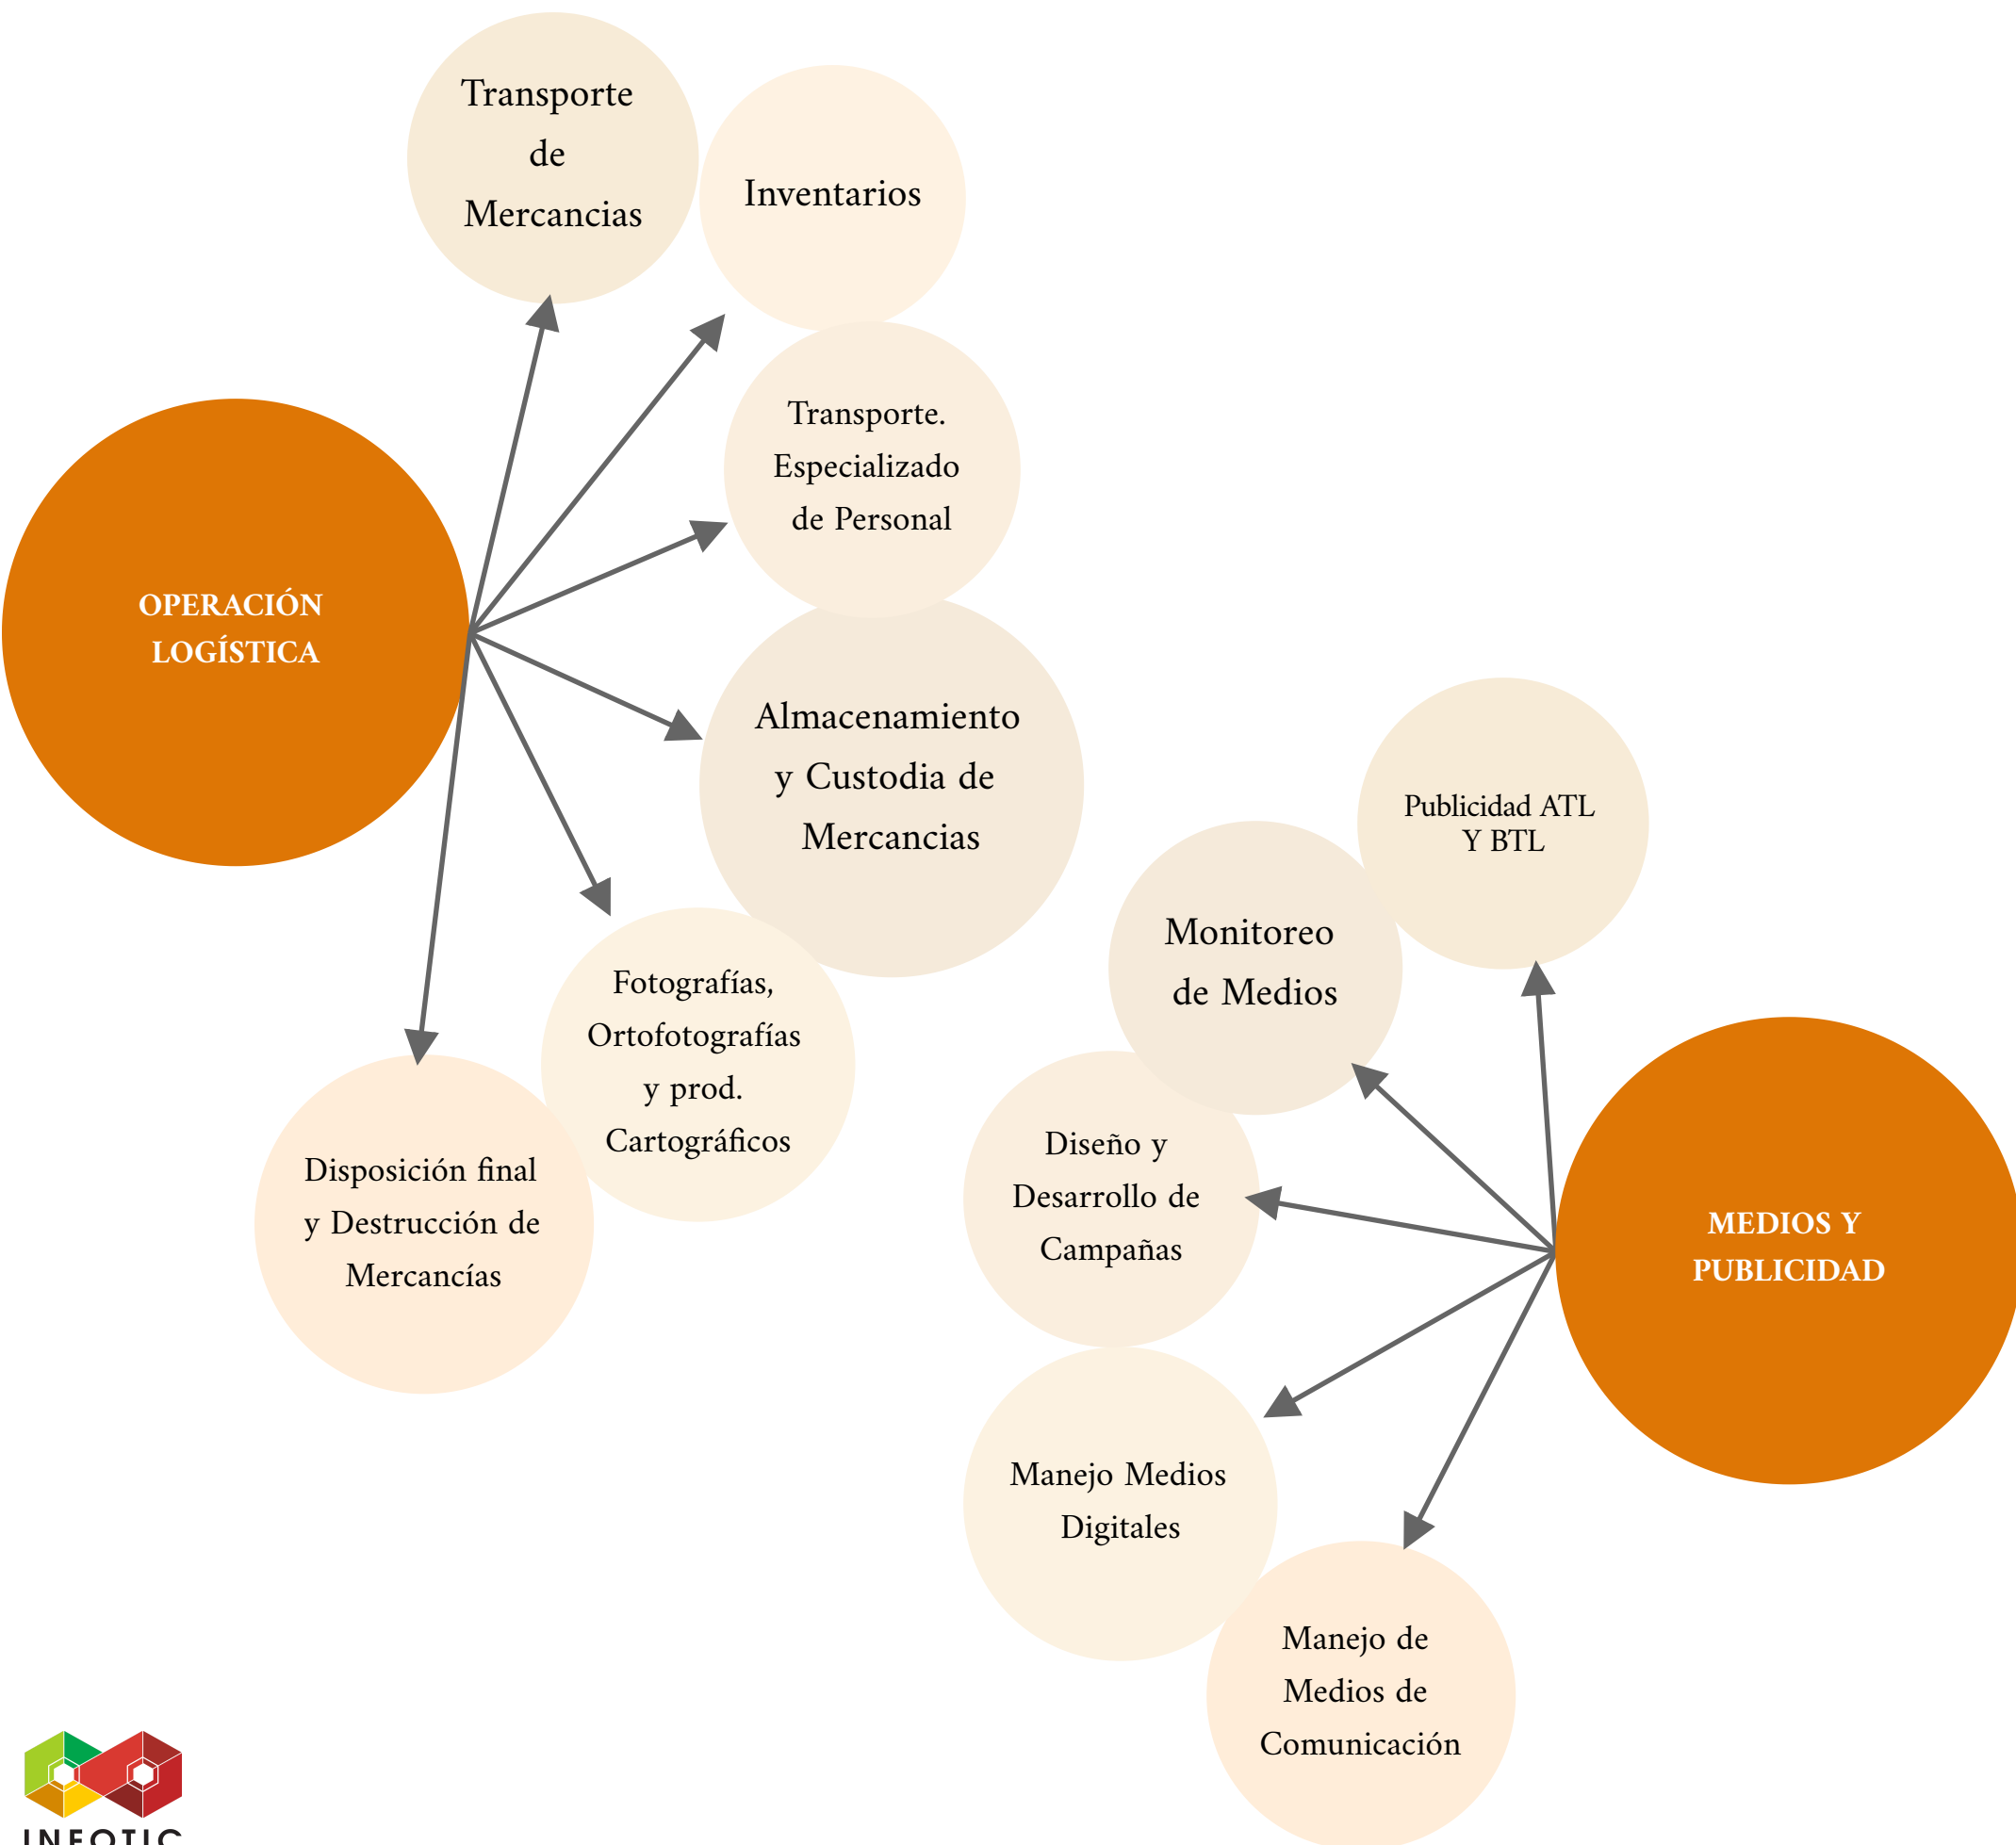 Transporte
de
Mercancias
Inventarios
Transporte.
Especializado
de Personal
OPERACIÓN
LOGÍSTICA
Almacenamiento
y Custodia de
Mercancias
Fotografías,
Ortofotografías
y prod.
Cartográficos
Disposición final
y Destrucción de
Mercancías
Publicidad ATL
Y BTL
Monitoreo
de Medios
Diseño y
Desarrollo de
Campañas
MEDIOS Y
PUBLICIDAD
Manejo Medios
Digitales
Manejo de
Medios de
Comunicación
INFOTIC